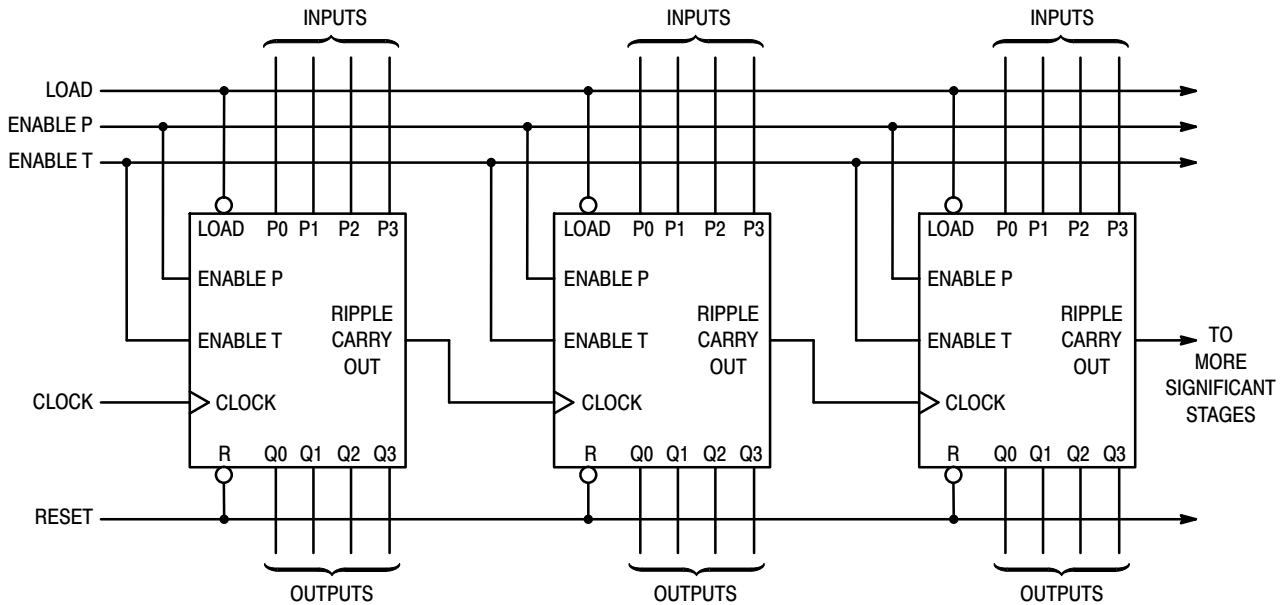 INPUTS INPUTS INPUTS
LOAD
ENABLE P
ENABLE T
LOAD P0 P1 P2 P3 LOAD P0 P1 P2 P3 LOAD P0 P1 P2 P3
ENABLE P ENABLE P ENABLE P
RIPPLE RIPPLE RIPPLE
ENABLE T CARRY ENABLE T CARRY ENABLE T CARRY TO
OUT OUT OUT MORE
SIGNIFICANT
CLOCK CLOCK CLOCK CLOCK STAGES
R Q0 Q1 Q2 Q3 R Q0 Q1 Q2 Q3 R Q0 Q1 Q2 Q3
RESET
OUTPUTS OUTPUTS OUTPUTS